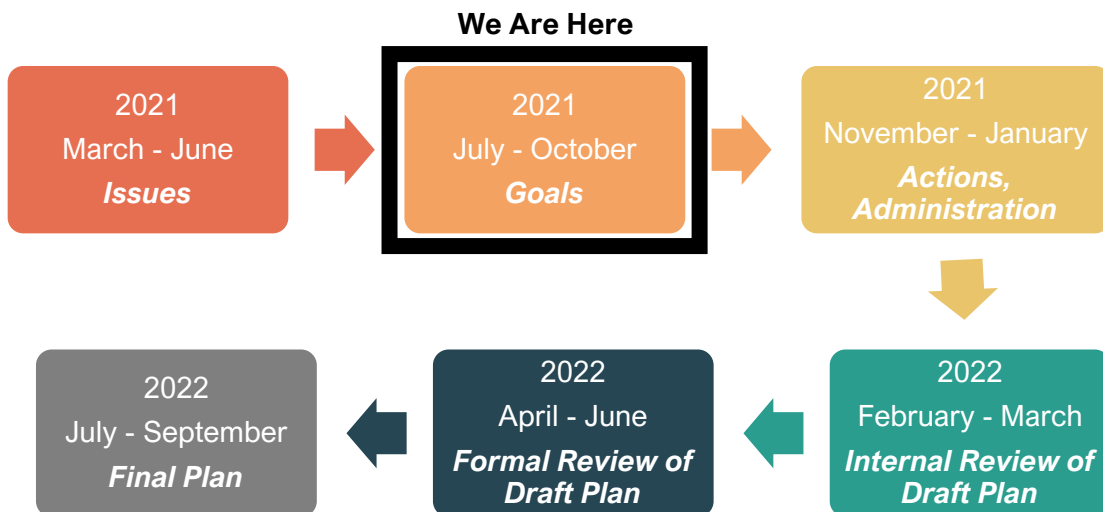 We Are Here
2021
March - June
Issues
2021
July - October
Goals
2021
November - January
Actions,
Administration
2022
February - March
Internal Review of
Draft Plan
2022
April - June
Formal Review of
Draft Plan
2022
July - September
Final Plan